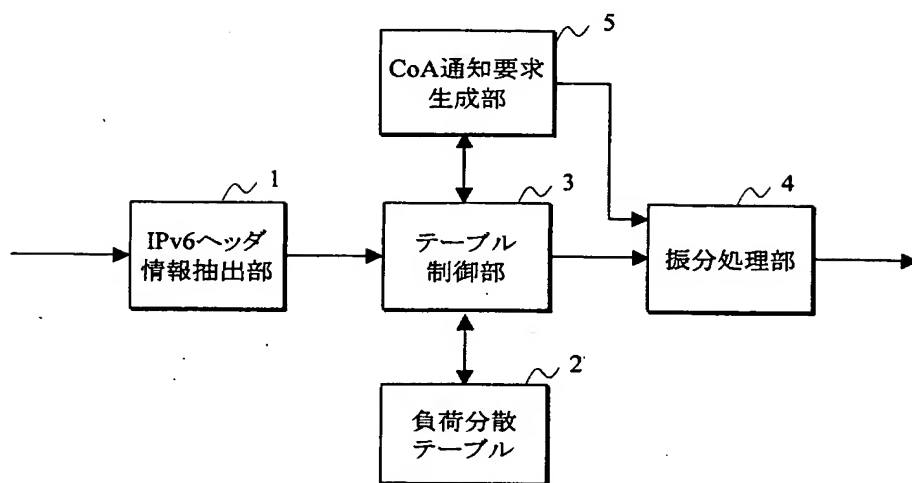 5
CoA通知要求
生成部
1
IPv6ヘッダ
情報抽出部
3
テーブル
制御部
4
振分処理部
2
負荷分散
テーブル